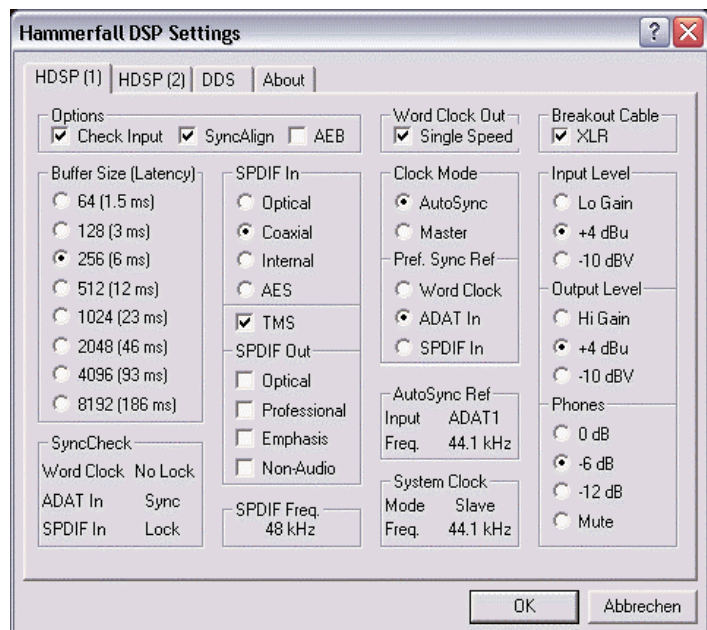 Hammerfall DSP Settings
HDSP (1) HDSP (2) DDS About
Options
Check Input SyncAlign AEB
Word Clock Out
Single Speed
Breakout Cable
XLR
Buffer Size (Latency)
64 (1.5 ms)
128 (3 ms)
256 (6 ms)
512 (12 ms)
1024 (23 ms)
2048 (46 ms)
4096 (93 ms)
8192 (186 ms)
SyncCheck
Word Clock No Lock
ADAT In Sync
SPDIF In Lock
SPDIF In
Optical
Coaxial
Internal
AES
TMS
SPDIF Out
Optical
Professional
Emphasis
Non-Audio
SPDIF Freq.
48 kHz
Clock Mode
AutoSync
Master
Pref. Sync Ref
Word Clock
ADAT In
SPDIF In
AutoSync Ref
Input ADAT1
Freq. 44.1 kHz
System Clock
Mode Slave
Freq. 44.1 kHz
Input Level
Lo Gain
+4 dBu
-10 dBV
Output Level
Hi Gain
+4 dBu
-10 dBV
Phones
0 dB
-6 dB
-12 dB
Mute
OK Abbrechen